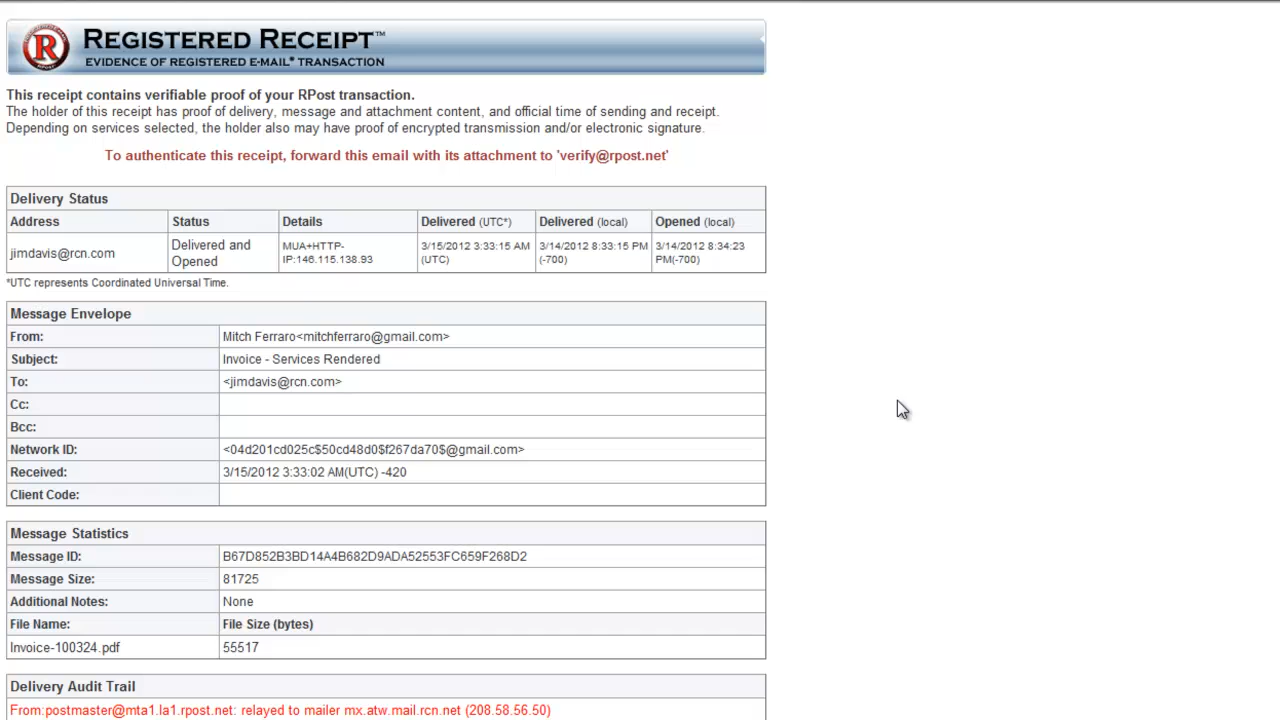 R
RPOST
REGISTERED RECEIPT™
EVIDENCE OF REGISTERED E-MAIL® TRANSACTION
This receipt contains verifiable proof of your RPost transaction.
The holder of this receipt has proof of delivery, message and attachment content, and official time of sending and receipt.
Depending on services selected, the holder also may have proof of encrypted transmission and/or electronic signature.
To authenticate this receipt, forward this email with its attachment to 'verify@rpost.net'
Delivery Status
Address Status Details Delivered (UTC*) Delivered (local) Opened (local)
jimdavis@rcn.com Delivered and Opened MUA+HTTP-IP:146.115.138.93 3/15/2012 3:33:15 AM (UTC) 3/14/2012 8:33:15 PM (-700) 3/14/2012 8:34:23 PM(-700)
*UTC represents Coordinated Universal Time.
Message Envelope
From: Mitch Ferraro<mitchferraro@gmail.com>
Subject: Invoice - Services Rendered
To: <jimdavis@rcn.com>
Cc:
Bcc:
Network ID: <04d201cd025c$50cd48d0$f267da70$@gmail.com>
Received: 3/15/2012 3:33:02 AM(UTC) -420
Client Code:
Message Statistics
Message ID: B67D852B3BD14A4B682D9ADA52553FC659F268D2
Message Size: 81725
Additional Notes: None
File Name: File Size (bytes)
Invoice-100324.pdf 55517
Delivery Audit Trail
From:postmaster@mta1.la1.rpost.net: relayed to mailer mx.atw.mail.rcn.net (208.58.56.50)